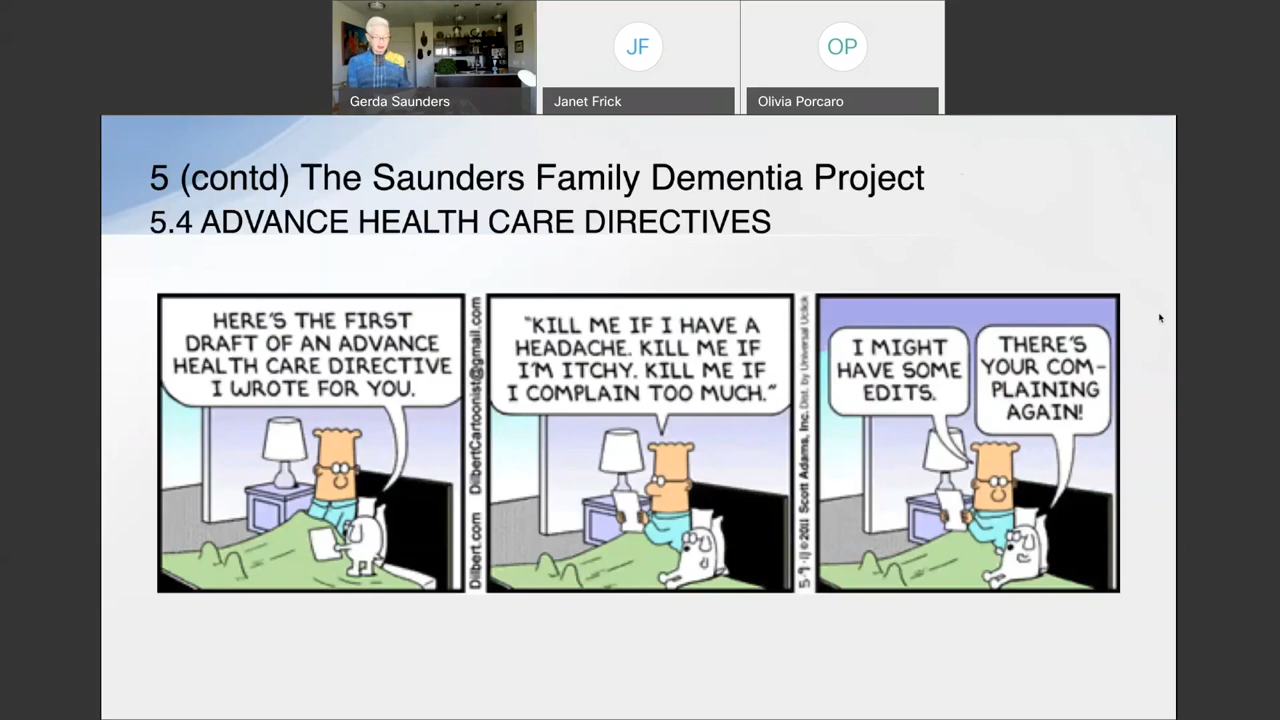 JF
OP
Gerda Saunders
Janet Frick
Olivia Porcaro
5 (contd) The Saunders Family Dementia Project
5.4 ADVANCE HEALTH CARE DIRECTIVES
HERE'S THE FIRST
DRAFT OF AN ADVANCE
HEALTH CARE DIRECTIVE
I WROTE FOR YOU.
Dilbert.com DilbertCartoonist@gmail.com
"KILL ME IF I HAVE A
HEADACHE. KILL ME IF
I'M ITCHY. KILL ME IF
I COMPLAIN TOO MUCH."
©2011 Scott Adams, Inc. Dist. by Universal Uclick
I MIGHT
HAVE SOME
EDITS.
THERE'S
YOUR COM-
PLAINING
AGAIN!